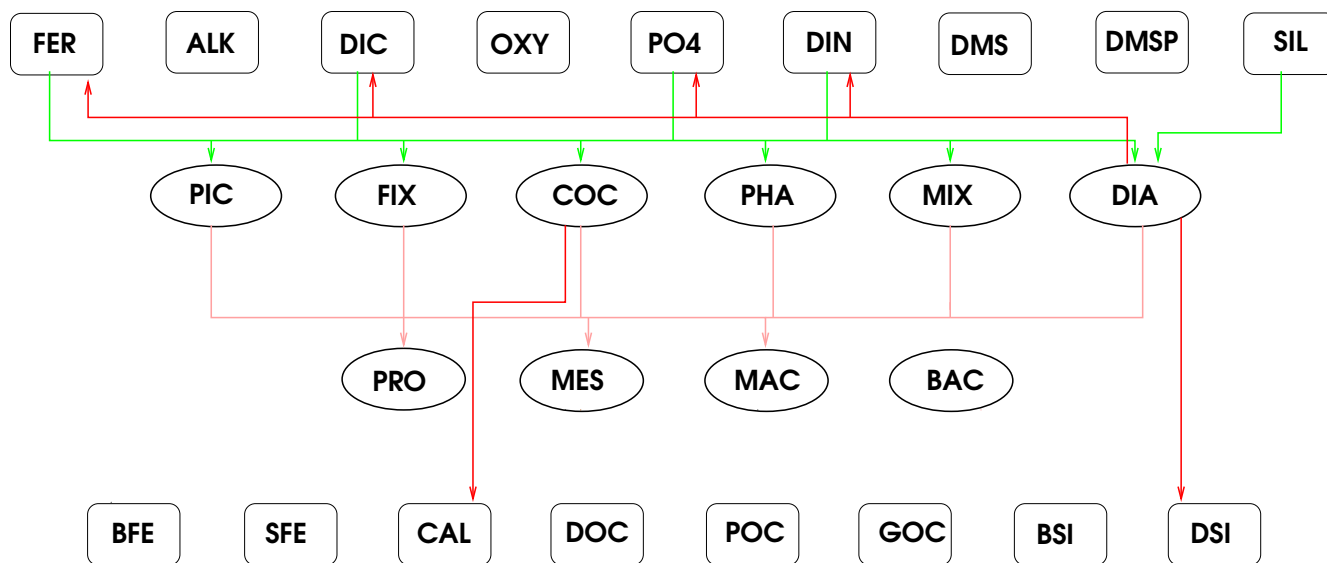 FER ALK DIC OXY PO4 DIN DMS DMSP SIL
PIC FIX COC PHA MIX DIA
PRO MES MAC BAC
BFE SFE CAL DOC POC GOC BSI DSI